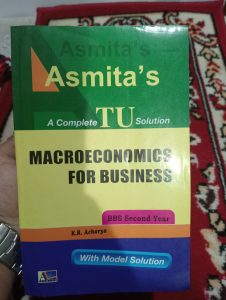 Asmita's
Asmita's
A Complete TU Solution
MACROECONOMICS
FOR BUSINESS
BBS Second Year
K.R. Acharya
With Model Solution